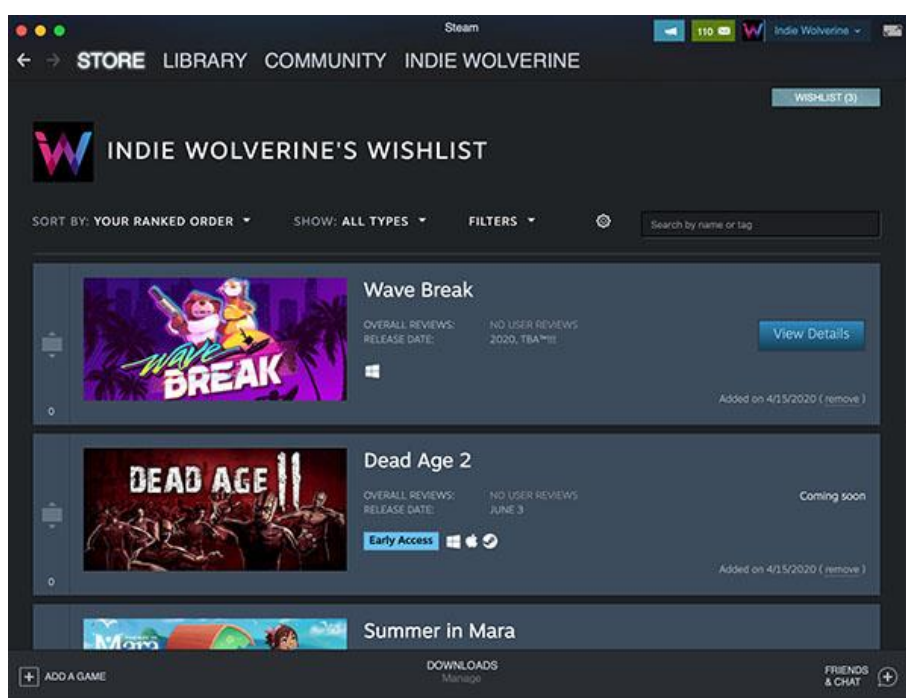 Steam
110
Indie Wolverine
STORE LIBRARY COMMUNITY INDIE WOLVERINE
WISHLIST (3)
INDIE WOLVERINE'S WISHLIST
SORT BY: YOUR RANKED ORDER SHOW: ALL TYPES FILTERS Search by name or tag
Wave Break
OVERALL REVIEWS: NO USER REVIEWS
RELEASE DATE: 2020, TBA™!!!
View Details
Wave
BREAK
0
Added on 4/15/2020 ( remove )
Dead Age 2
DEAD AGE II
OVERALL REVIEWS: NO USER REVIEWS
RELEASE DATE: JUNE 3
Coming soon
Early Access
0
Added on 4/15/2020 ( remove )
Summer in Mara
Mara
ADD A GAME
DOWNLOADS
Manage
FRIENDS
& CHAT